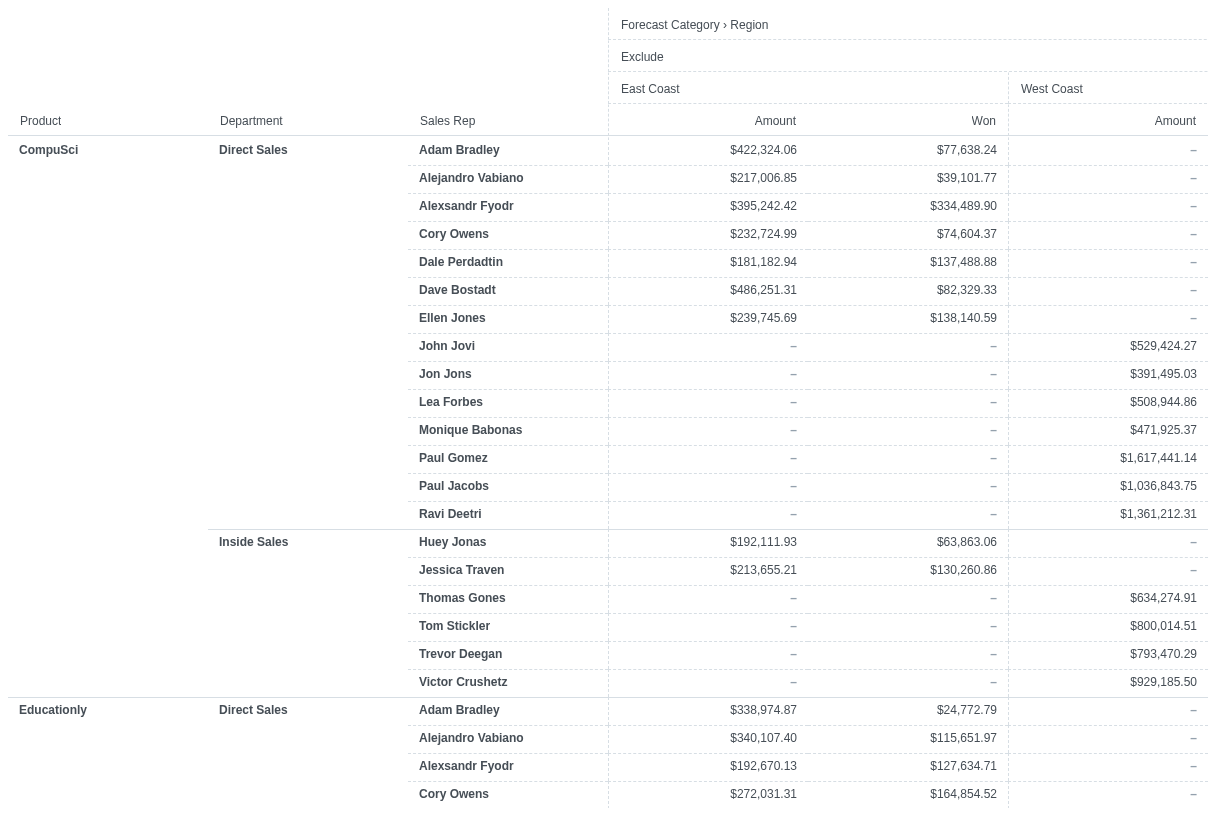 Forecast Category › Region
Exclude
East Coast West Coast
Product Department Sales Rep Amount Won Amount
CompuSci Direct Sales Adam Bradley $422,324.06 $77,638.24 –
Alejandro Vabiano $217,006.85 $39,101.77 –
Alexsandr Fyodr $395,242.42 $334,489.90 –
Cory Owens $232,724.99 $74,604.37 –
Dale Perdadtin $181,182.94 $137,488.88 –
Dave Bostadt $486,251.31 $82,329.33 –
Ellen Jones $239,745.69 $138,140.59 –
John Jovi – – $529,424.27
Jon Jons – – $391,495.03
Lea Forbes – – $508,944.86
Monique Babonas – – $471,925.37
Paul Gomez – – $1,617,441.14
Paul Jacobs – – $1,036,843.75
Ravi Deetri – – $1,361,212.31
Inside Sales Huey Jonas $192,111.93 $63,863.06 –
Jessica Traven $213,655.21 $130,260.86 –
Thomas Gones – – $634,274.91
Tom Stickler – – $800,014.51
Trevor Deegan – – $793,470.29
Victor Crushetz – – $929,185.50
Educationly Direct Sales Adam Bradley $338,974.87 $24,772.79 –
Alejandro Vabiano $340,107.40 $115,651.97 –
Alexsandr Fyodr $192,670.13 $127,634.71 –
Cory Owens $272,031.31 $164,854.52 –